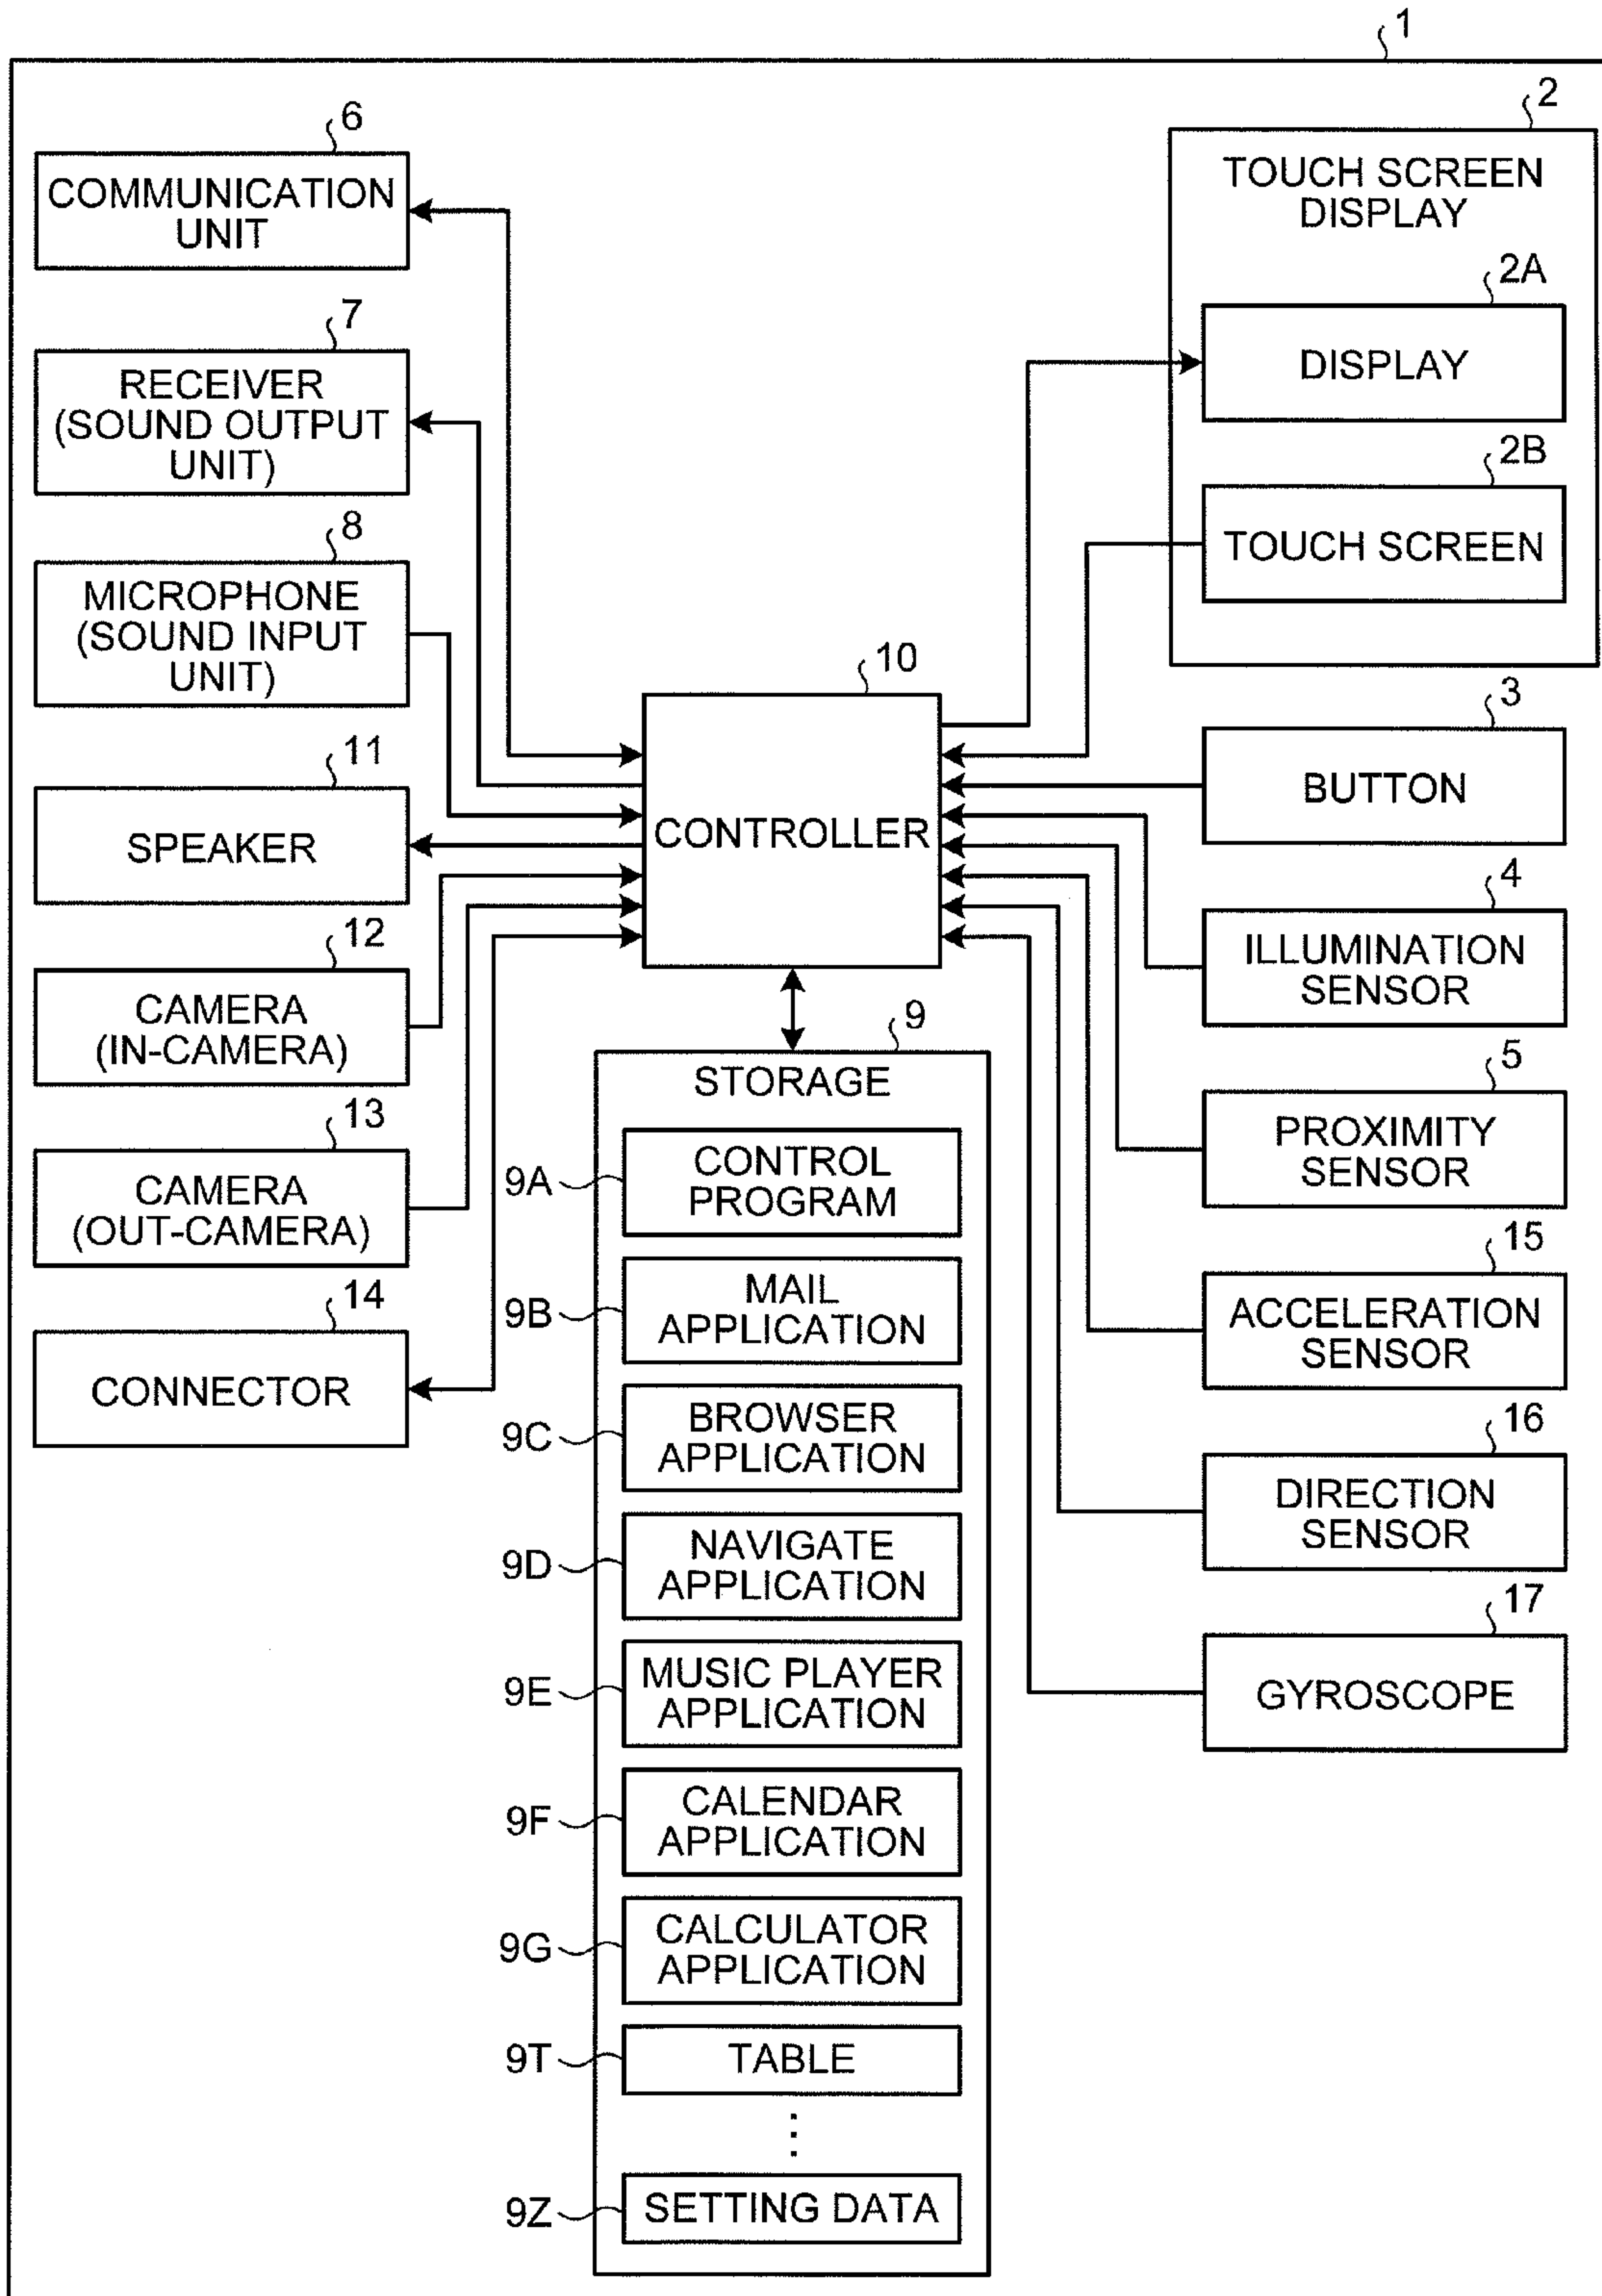 1
6
COMMUNICATION
UNIT
7
RECEIVER
(SOUND OUTPUT
UNIT)
8
MICROPHONE
(SOUND INPUT
UNIT)
11
SPEAKER
12
CAMERA
(IN-CAMERA)
13
CAMERA
(OUT-CAMERA)
14
CONNECTOR
10
CONTROLLER
9
STORAGE
9A
CONTROL
PROGRAM
9B
MAIL
APPLICATION
9C
BROWSER
APPLICATION
9D
NAVIGATE
APPLICATION
9E
MUSIC PLAYER
APPLICATION
9F
CALENDAR
APPLICATION
9G
CALCULATOR
APPLICATION
9T
TABLE
9Z
SETTING DATA
2
TOUCH SCREEN
DISPLAY
2A
DISPLAY
2B
TOUCH SCREEN
3
BUTTON
4
ILLUMINATION
SENSOR
5
PROXIMITY
SENSOR
15
ACCELERATION
SENSOR
16
DIRECTION
SENSOR
17
GYROSCOPE